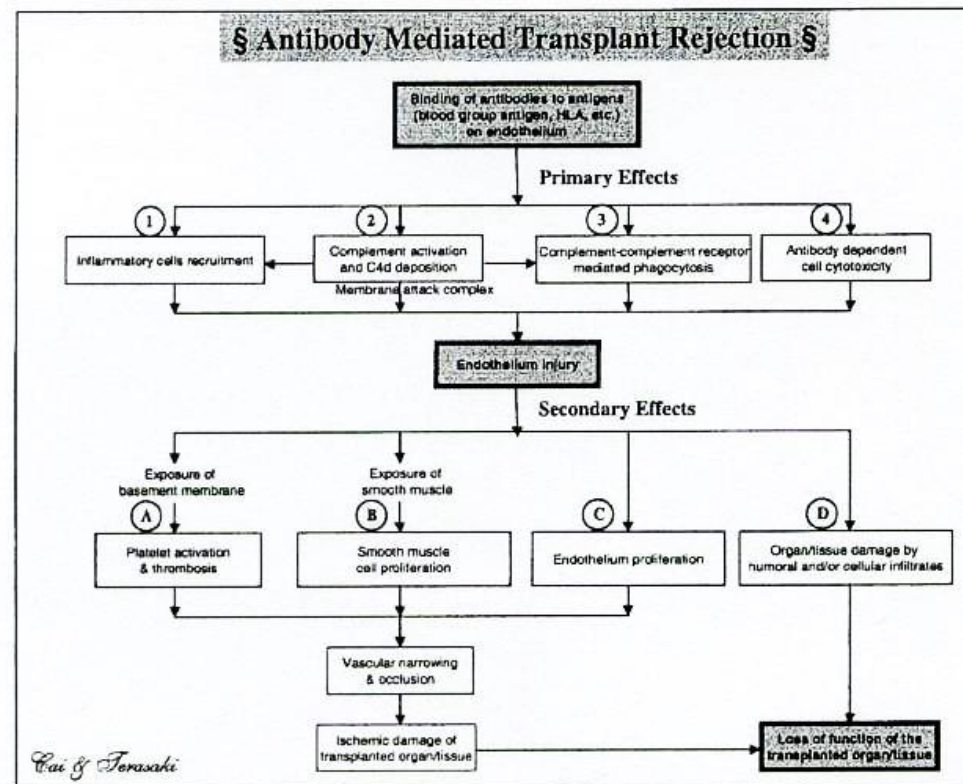 § Antibody Mediated Transplant Rejection §
Binding of antibodies to antigens
(blood group antigen, HLA, etc.)
on endothelium
Primary Effects
1
2
3
4
Inflammatory cells recruitment
Complement activation
and C4d deposition
Membrane attack complex
Complement-complement receptor
mediated phagocytosis
Antibody dependent
cell cytotoxicity
Endothelium injury
Secondary Effects
Exposure of
basement membrane
Exposure of
smooth muscle
A
B
C
D
Platelet activation
& thrombosis
Smooth muscle
cell proliferation
Endothelium proliferation
Organ/tissue damage by
humoral and/or cellular infiltrates
Vascular narrowing
& occlusion
Ischemic damage of
transplanted organ/tissue
Loss of function of the
transplanted organ/tissue
Cai & Terasaki